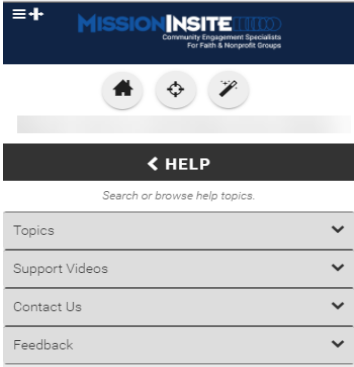 MISSIONINSITE
Community Engagement Specialists
For Faith & Nonprofit Groups
HELP
Search or browse help topics.
Topics
Support Videos
Contact Us
Feedback